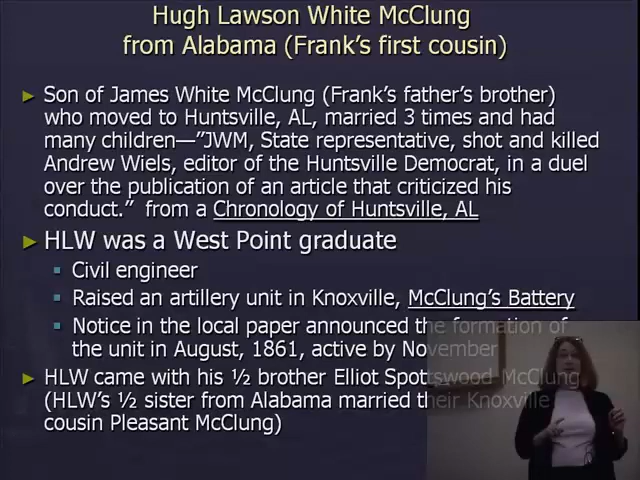 Hugh Lawson White McClung
from Alabama (Frank's first cousin)
► Son of James White McClung (Frank's father's brother)
who moved to Huntsville, AL, married 3 times and had
many children—"JWM, State representative, shot and killed
Andrew Wiels, editor of the Huntsville Democrat, in a duel
over the publication of an article that criticized his
conduct." from a Chronology of Huntsville, AL
► HLW was a West Point graduate
▪ Civil engineer
▪ Raised an artillery unit in Knoxville, McClung's Battery
▪ Notice in the local paper announced the formation of
the unit in August, 1861, active by November
► HLW came with his ½ brother Elliot Spottswood McClung
(HLW's ½ sister from Alabama married their Knoxville
cousin Pleasant McClung)